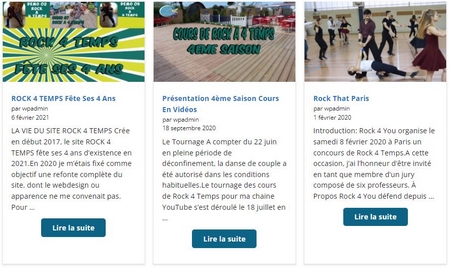 ROCK 4 TEMPS
FÊTE SES 4 ANS
COURS DE ROCK A 4 TEMPS
4EME SAISON
ROCK 4 TEMPS Fête Ses 4 Ans
par wpadmin
6 février 2021
LA VIE DU SITE ROCK 4 TEMPS Crée
en début 2017, le site ROCK 4
TEMPS fête ses 4 ans d'existence en
2021.En 2020 je m'étais fixé comme
objectif une refonte complète du
site, dont le webdesign ou
apparence ne me convenait pas.
Pour ...
Lire la suite
Présentation 4ème Saison Cours
En Vidéos
par wpadmin
18 septembre 2020
Le Tournage A compter du 22 juin
en pleine période de
déconfinement, la danse de couple a
été autorisé dans les conditions
habituelles.Le tournage des cours
de Rock 4 Temps pour ma chaine
YouTube s'est déroulé le 18 juillet en
...
Lire la suite
Rock That Paris
par wpadmin
1 février 2020
Introduction: Rock 4 You organise le
samedi 8 février 2020 à Paris un
concours de Rock 4 Temps.A cette
occasion, j'ai l'honneur d'être invité
en tant que membre d'un jury
composé de six professeurs. À
Propos Rock 4 You défend depuis ...
Lire la suite